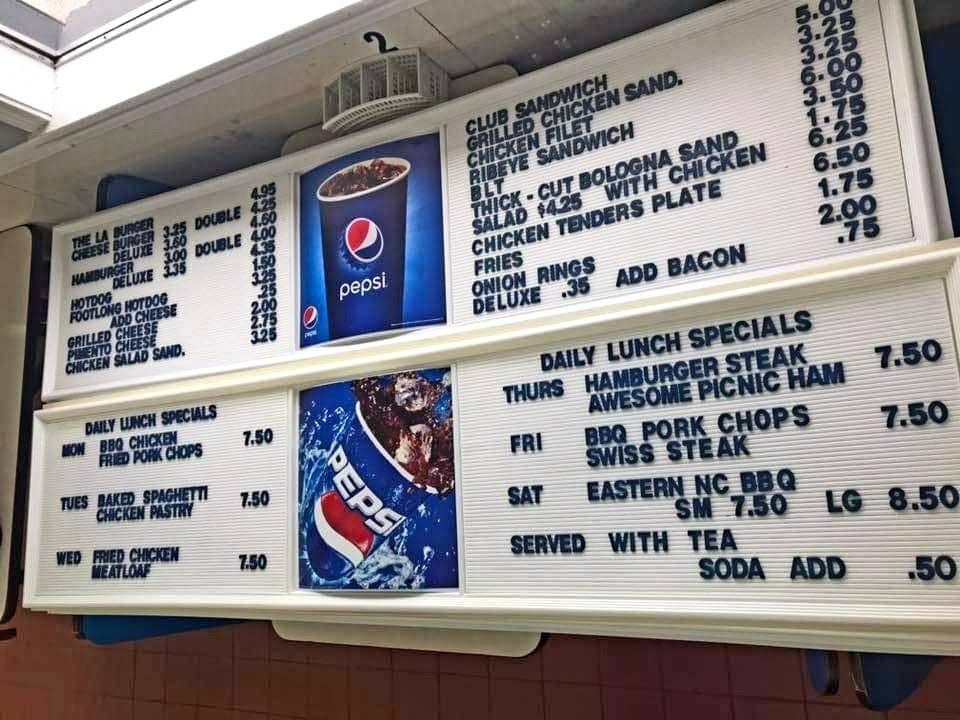 2
THE LA BURGER 4.95
CHEESE BURGER 3.25 DOUBLE 4.25
DELUXE 3.60 4.60
HAMBURGER 3.00 DOUBLE 4.00
DELUXE 3.35 4.35
HOTDOG 1.50
FOOTLONG HOTDOG 3.25
ADD CHEESE .25
GRILLED CHEESE 2.00
PIMENTO CHEESE 2.75
CHICKEN SALAD SAND. 3.25
pepsi
pepsi
CLUB SANDWICH 5.00
GRILLED CHICKEN SAND. 3.25
CHICKEN FILET 3.25
RIBEYE SANDWICH 6.00
BLT 3.50
THICK - CUT BOLOGNA SAND 1.75
SALAD $4.25 WITH CHICKEN 6.25
CHICKEN TENDERS PLATE 6.50
FRIES 1.75
ONION RINGS 2.00
DELUXE .35 ADD BACON .75
DAILY LUNCH SPECIALS
MON BBQ CHICKEN 7.50
FRIED PORK CHOPS
TUES BAKED SPAGHETTI 7.50
CHICKEN PASTRY
WED FRIED CHICKEN 7.50
MEATLOAF
PEPS
DAILY LUNCH SPECIALS
THURS HAMBURGER STEAK 7.50
AWESOME PICNIC HAM
FRI BBQ PORK CHOPS 7.50
SWISS STEAK
SAT EASTERN NC BBQ
SM 7.50 LG 8.50
SERVED WITH TEA
SODA ADD .50